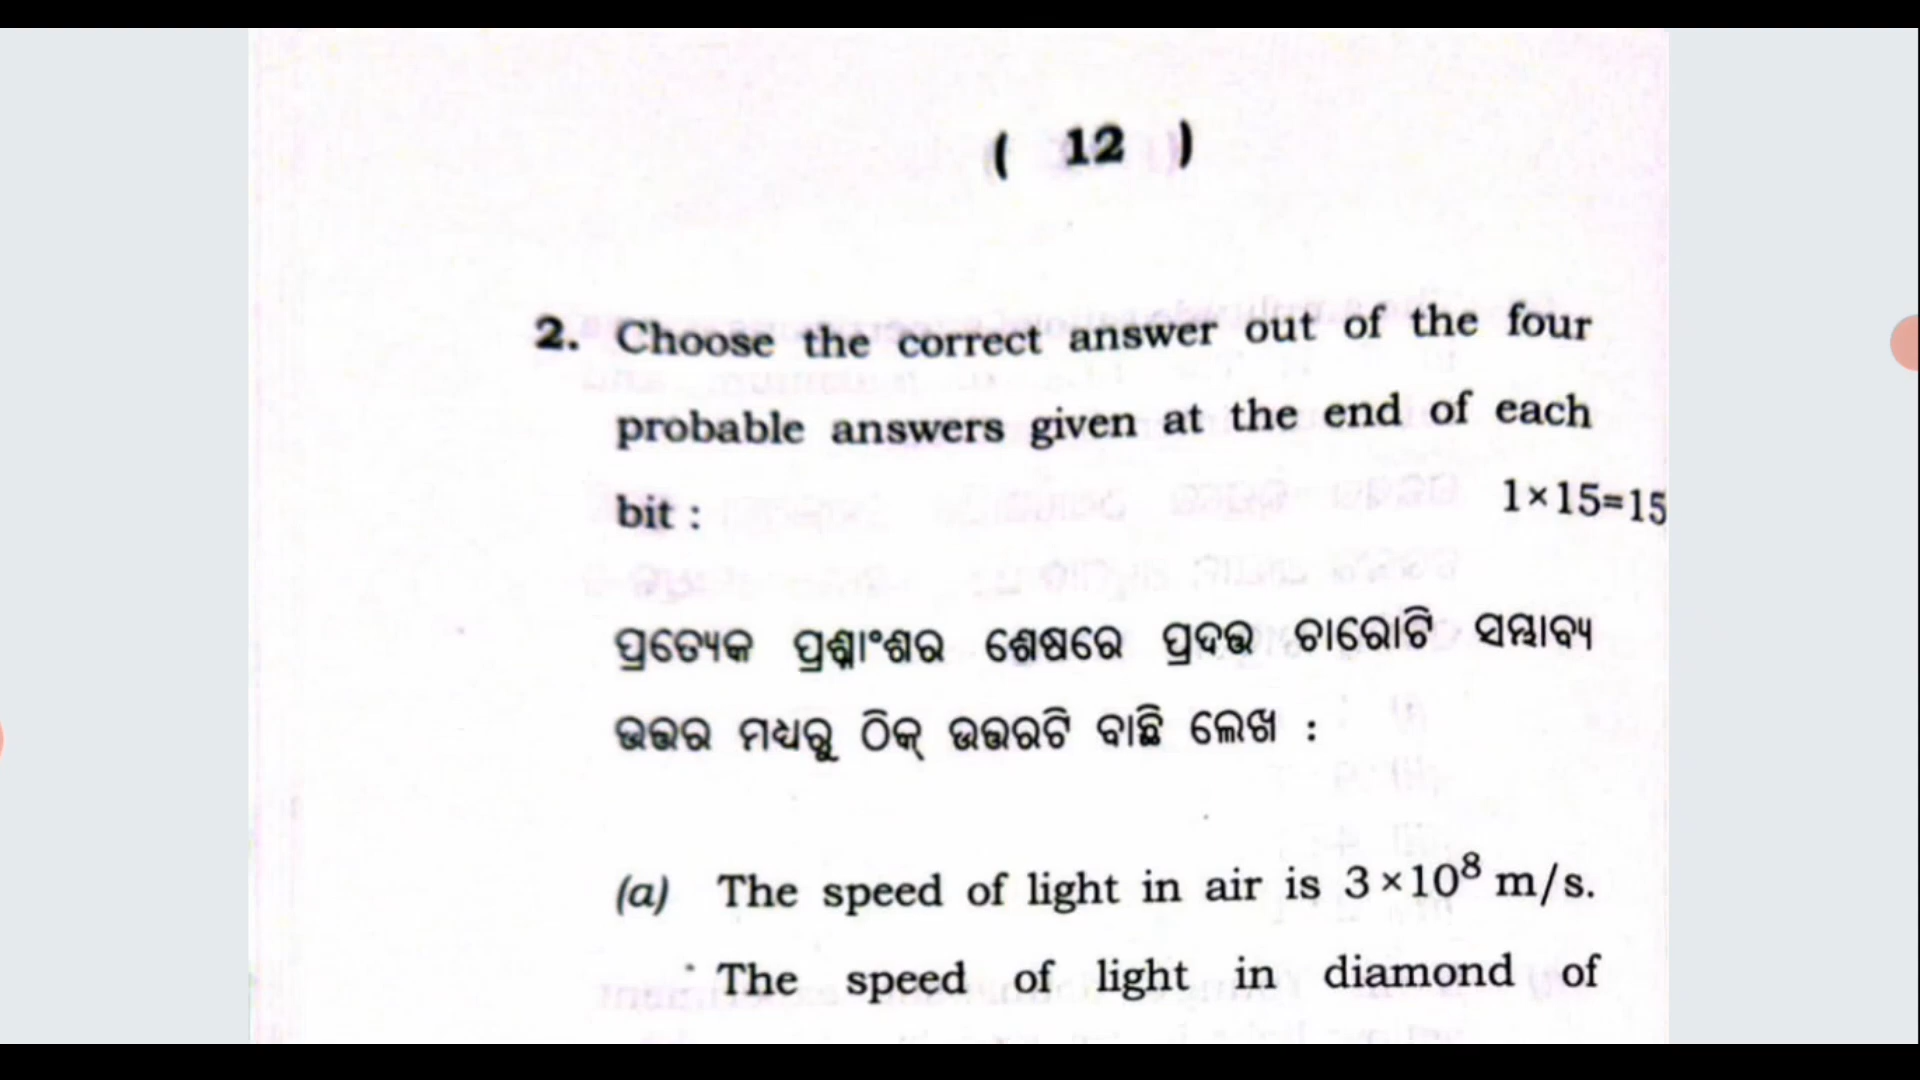 ( 12 )
2. Choose the correct answer out of the four
probable answers given at the end of each
bit : 1×15=15
ପ୍ରତ୍ୟେକ ପ୍ରଶ୍ନାଂଶର ଶେଷରେ ପ୍ରଦତ୍ତ ଚାରୋଟି ସମ୍ଭାବ୍ୟ
ଉତ୍ତର ମଧ୍ୟରୁ ଠିକ୍ ଉତ୍ତରଟି ବାଛି ଲେଖ :
(a) The speed of light in air is 3×10⁸ m/s.
The speed of light in diamond of